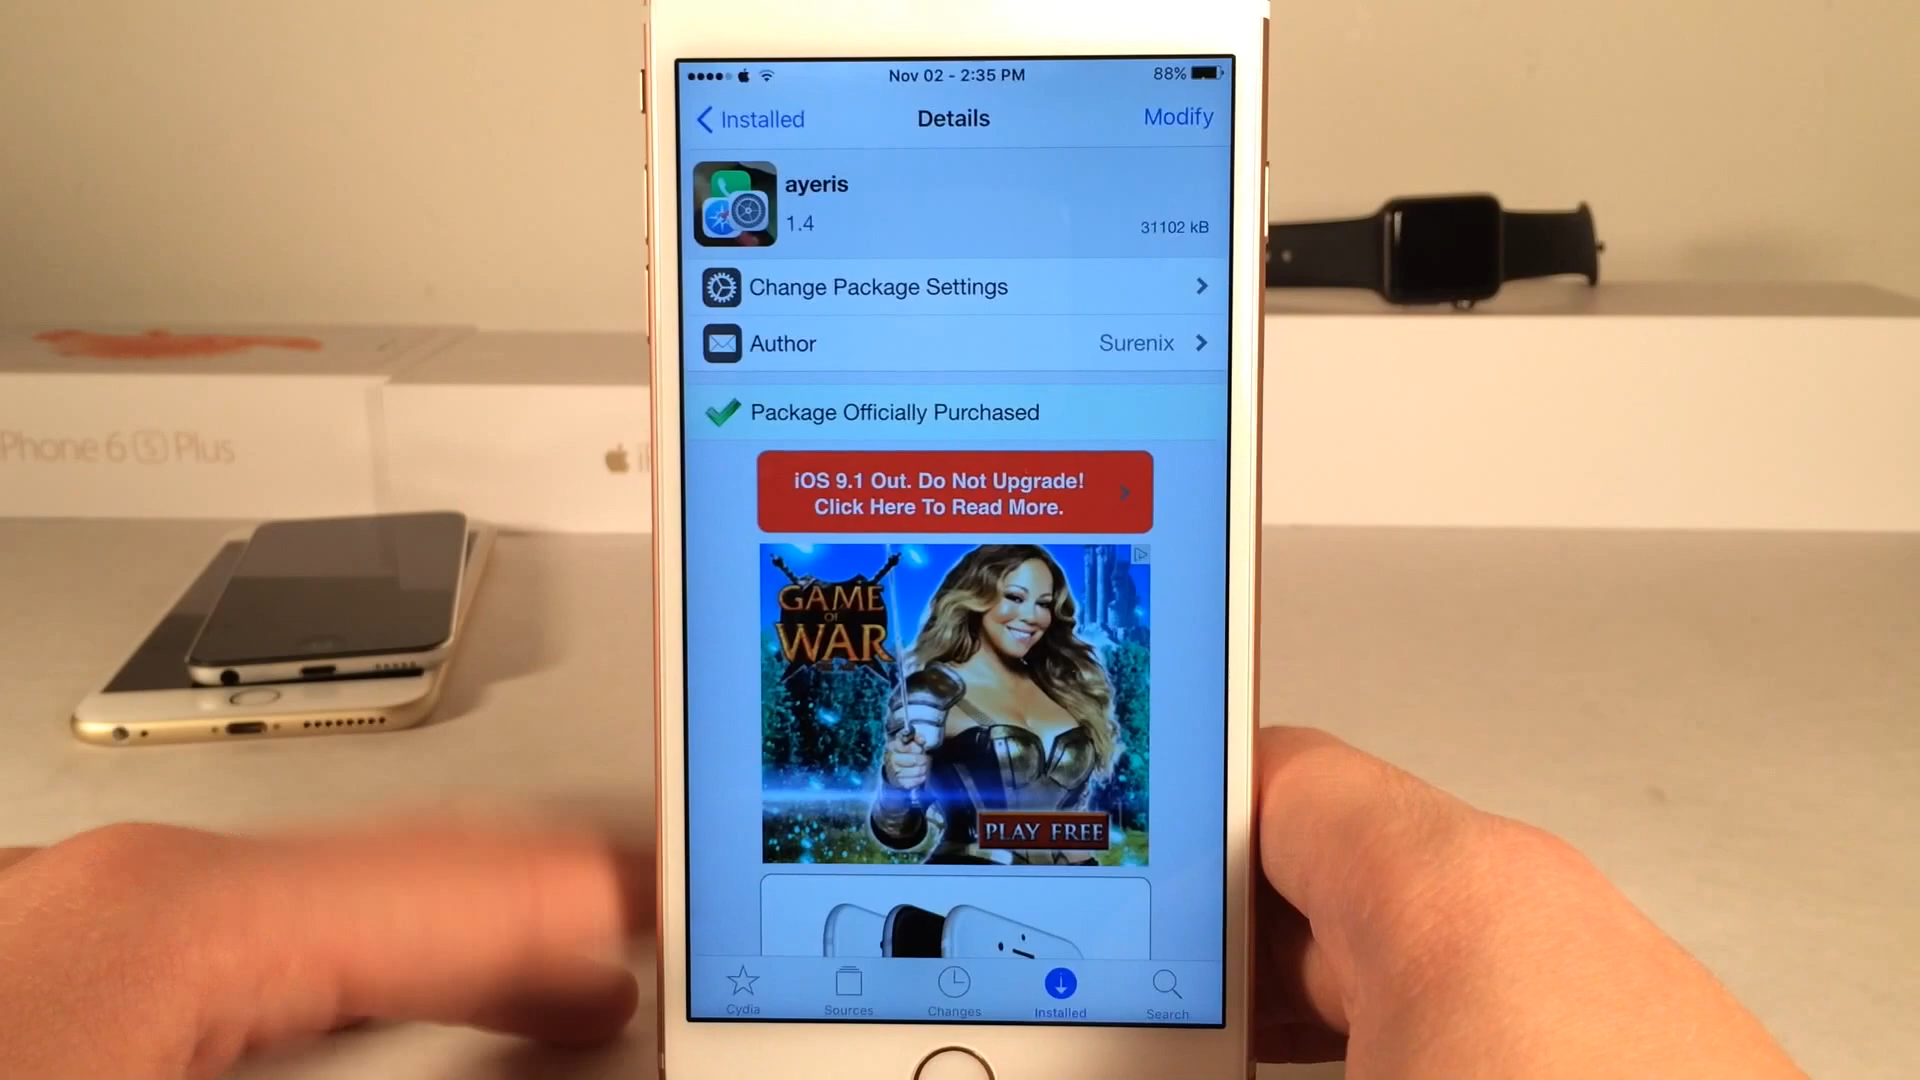 Nov 02 - 2:35 PM
88%
Installed
Details
Modify
ayeris
1.4
31102 kB
Change Package Settings
Author
Surenix
Package Officially Purchased
iOS 9.1 Out. Do Not Upgrade!
Click Here To Read More.
GAME
OF
WAR
PLAY FREE
Cydia
Sources
Changes
Installed
Search
Phone 6 S Plus